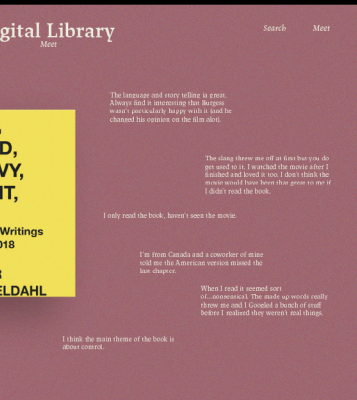 gital Library
Meet
Search
Meet
The language and story telling is great.
Always find it interesting that Burgess
wasn't particularly happy with it (and he
changed his opinion on the film alot).
D,
VY,
IT,
Writings
018
R
ELDAHL
The slang threw me off at first but you do
get used to it. I watched the movie after I
finished and loved it too. I don't think the
movie would have been that great to me if
I didn't read the book.
I only read the book, haven't seen the movie.
I'm from Canada and a coworker of mine
told me the American version missed the
last chapter.
When I read it seemed sort
of...nonsensical. The made up words really
threw me and I Googled a bunch of stuff
before I realised they weren't real things.
I think the main theme of the book is
about control.